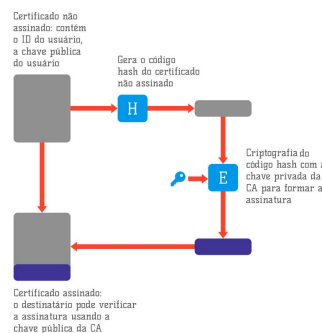 Certificado não
assinado: contém
o ID do usuário,
a chave pública
do usuário
Gera o código
hash do certificado
não assinado
H
Criptografia do
código hash com a
chave privada da
CA para formar a
assinatura
E
Certificado assinado:
o destinatário pode verificar
a assinatura usando a
chave pública da CA